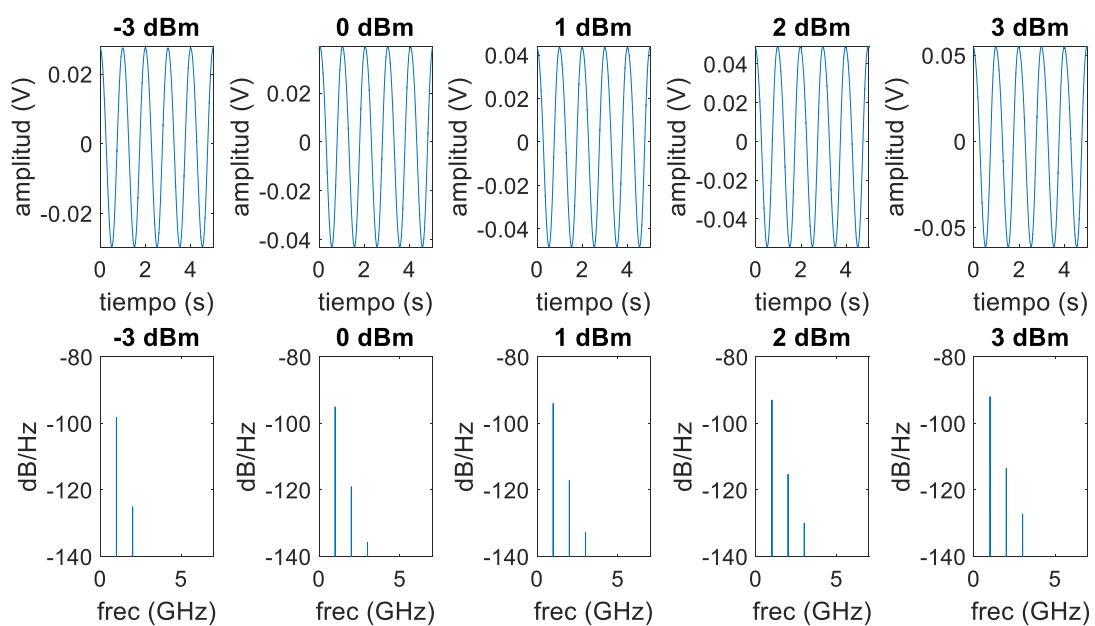 -3 dBm
0 dBm
1 dBm
2 dBm
3 dBm
amplitud (V)
0.02
0
-0.02
0 2 4
tiempo (s)
amplitud (V)
0.02
0
-0.02
-0.04
0 2 4
tiempo (s)
amplitud (V)
0.04
0.02
0
-0.02
-0.04
0 2 4
tiempo (s)
amplitud (V)
0.04
0.02
0
-0.02
-0.04
0 2 4
tiempo (s)
amplitud (V)
0.05
0
-0.05
0 2 4
tiempo (s)
-3 dBm
0 dBm
1 dBm
2 dBm
3 dBm
dB/Hz
-80
-100
-120
-140
0 5
frec (GHz)
dB/Hz
-80
-100
-120
-140
0 5
frec (GHz)
dB/Hz
-80
-100
-120
-140
0 5
frec (GHz)
dB/Hz
-80
-100
-120
-140
0 5
frec (GHz)
dB/Hz
-80
-100
-120
-140
0 5
frec (GHz)